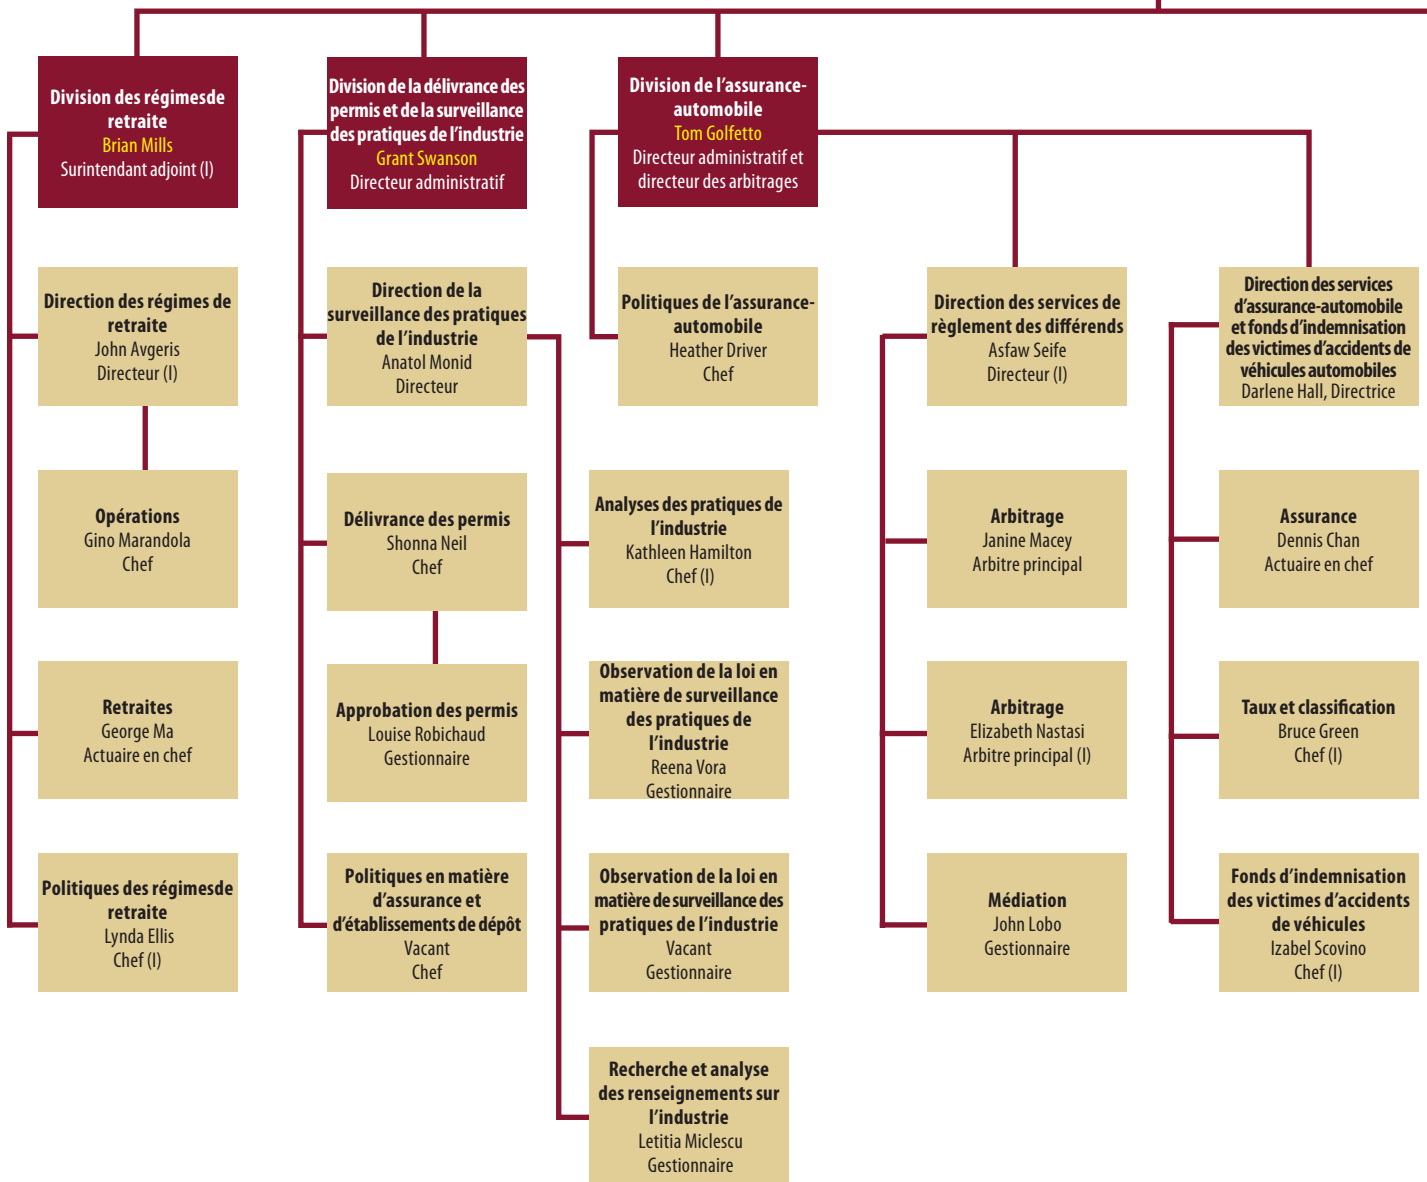 Division des régimesde
retraite
Brian Mills
Surintendant adjoint (I)
Division de la délivrance des
permis et de la surveillance
des pratiques de l’industrie
Grant Swanson
Directeur administratif
Division de l’assurance-
automobile
Tom Golfetto
Directeur administratif et
directeur des arbitrages
Direction des régimes de
retraite
John Avgeris
Directeur (I)
Direction de la
surveillance des pratiques
de l’industrie
Anatol Monid
Directeur
Politiques de l’assurance-
automobile
Heather Driver
Chef
Direction des services de
règlement des différends
Asfaw Seife
Directeur (I)
Direction des services
d’assurance-automobile
et fonds d’indemnisation
des victimes d’accidents de
véhicules automobiles
Darlene Hall, Directrice
Opérations
Gino Marandola
Chef
Délivrance des permis
Shonna Neil
Chef
Analyses des pratiques de
l’industrie
Kathleen Hamilton
Chef (I)
Arbitrage
Janine Macey
Arbitre principal
Assurance
Dennis Chan
Actuaire en chef
Retraites
George Ma
Actuaire en chef
Approbation des permis
Louise Robichaud
Gestionnaire
Observation de la loi en
matière de surveillance
des pratiques de
l’industrie
Reena Vora
Gestionnaire
Arbitrage
Elizabeth Nastasi
Arbitre principal (I)
Taux et classification
Bruce Green
Chef (I)
Politiques des régimesde
retraite
Lynda Ellis
Chef (I)
Politiques en matière
d’assurance et
d’établissements de dépôt
Vacant
Chef
Observation de la loi en
matière de surveillance des
pratiques de l’industrie
Vacant
Gestionnaire
Médiation
John Lobo
Gestionnaire
Fonds d’indemnisation
des victimes d’accidents
de véhicules
Izabel Scovino
Chef (I)
Recherche et analyse
des renseignements sur
l’industrie
Letitia Miclescu
Gestionnaire